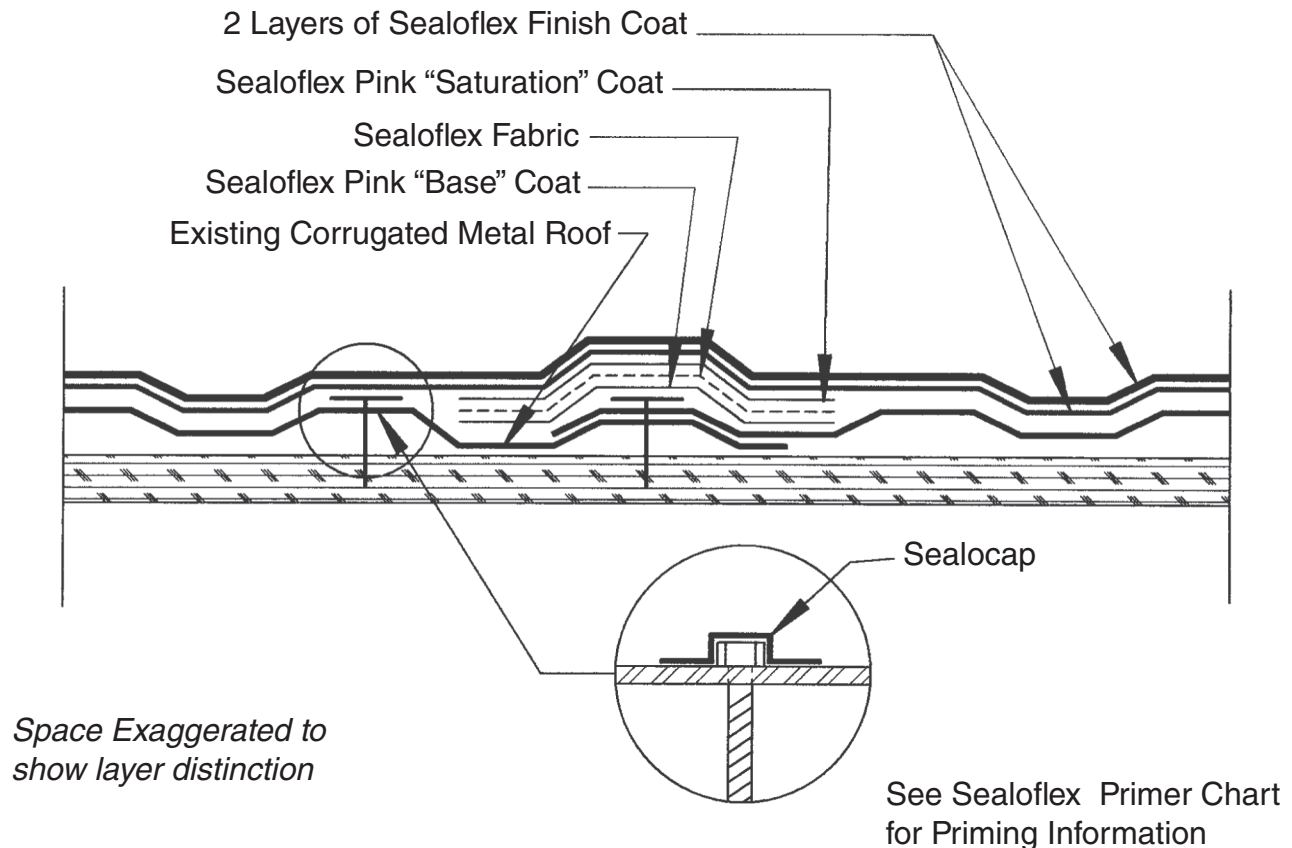 2 Layers of Sealoflex Finish Coat
Sealoflex Pink “Saturation” Coat
Sealoflex Fabric
Sealoflex Pink “Base” Coat
Existing Corrugated Metal Roof
Sealocap
Space Exaggerated to
show layer distinction
See Sealoflex Primer Chart
for Priming Information